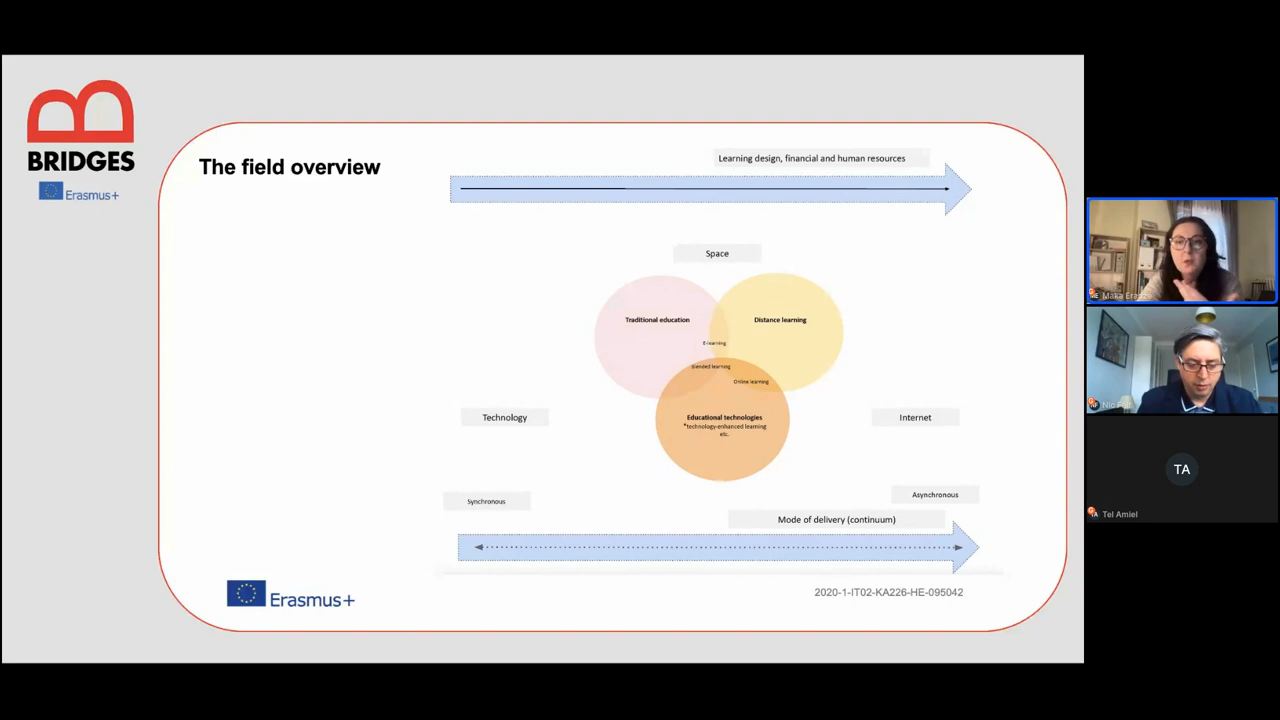 BRIDGES
Erasmus+
The field overview
Learning design, financial and human resources
Space
Traditional education
Distance learning
E-learning
Blended learning
Online learning
Technology
Educational technologies
*technology-enhanced learning
etc.
Internet
Synchronous
Asynchronous
Mode of delivery (continuum)
Erasmus+
2020-1-IT02-KA226-HE-095042
TA
TA
Tel Amiel